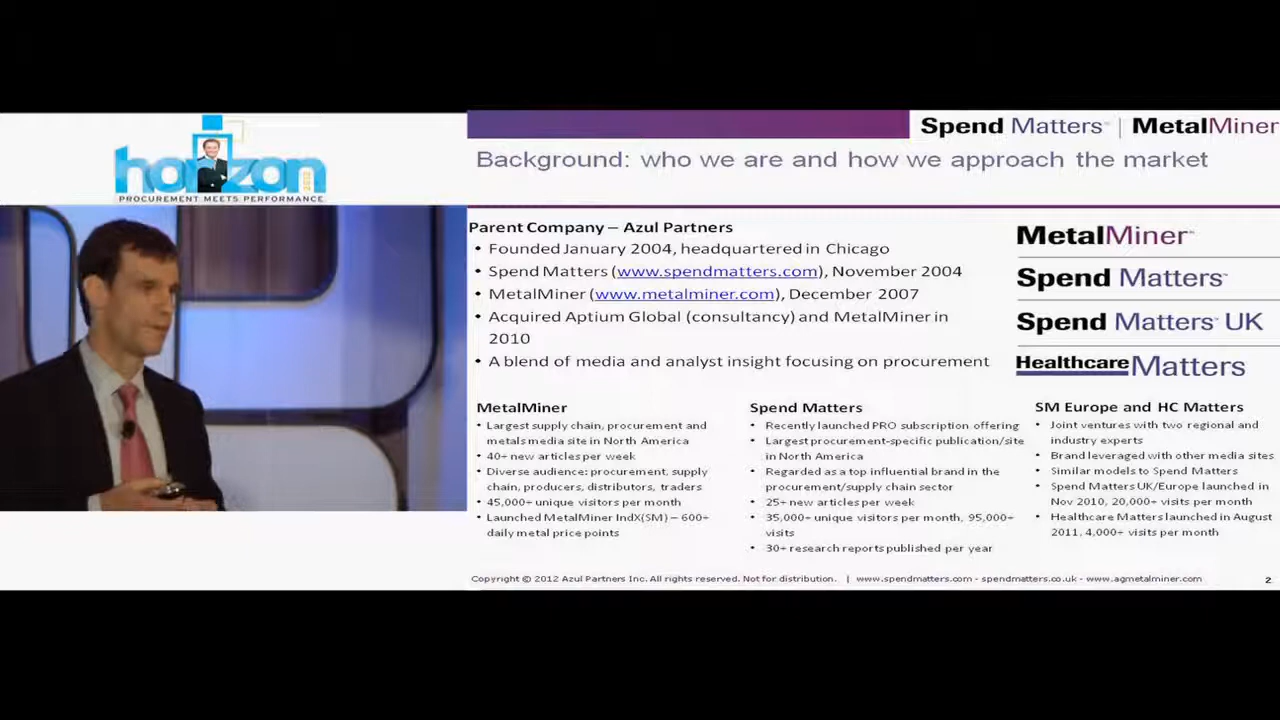 horizon
PROCUREMENT MEETS PERFORMANCE
Spend Matters™ | MetalMiner
Background: who we are and how we approach the market
Parent Company – Azul Partners
• Founded January 2004, headquartered in Chicago
• Spend Matters (www.spendmatters.com), November 2004
• MetalMiner (www.metalminer.com), December 2007
• Acquired Aptium Global (consultancy) and MetalMiner in
2010
• A blend of media and analyst insight focusing on procurement
MetalMiner™
Spend Matters™
Spend Matters™ UK
HealthcareMatters
MetalMiner
• Largest supply chain, procurement and
metals media site in North America
• 40+ new articles per week
• Diverse audience: procurement, supply
chain, producers, distributors, traders
• 45,000+ unique visitors per month
• Launched MetalMiner IndX(SM) – 600+
daily metal price points
Spend Matters
• Recently launched PRO subscription offering
• Largest procurement-specific publication/site
in North America
• Regarded as a top influential brand in the
procurement/supply chain sector
• 25+ new articles per week
• 35,000+ unique visitors per month, 95,000+
visits
• 30+ research reports published per year
SM Europe and HC Matters
• Joint ventures with two regional and
industry experts
• Brand leveraged with other media sites
• Similar models to Spend Matters
• Spend Matters UK/Europe launched in
Nov 2010, 20,000+ visits per month
• Healthcare Matters launched in August
2011, 4,000+ visits per month
Copyright © 2012 Azul Partners Inc. All rights reserved. Not for distribution. | www.spendmatters.com - spendmatters.co.uk - www.agmetalminer.com 2